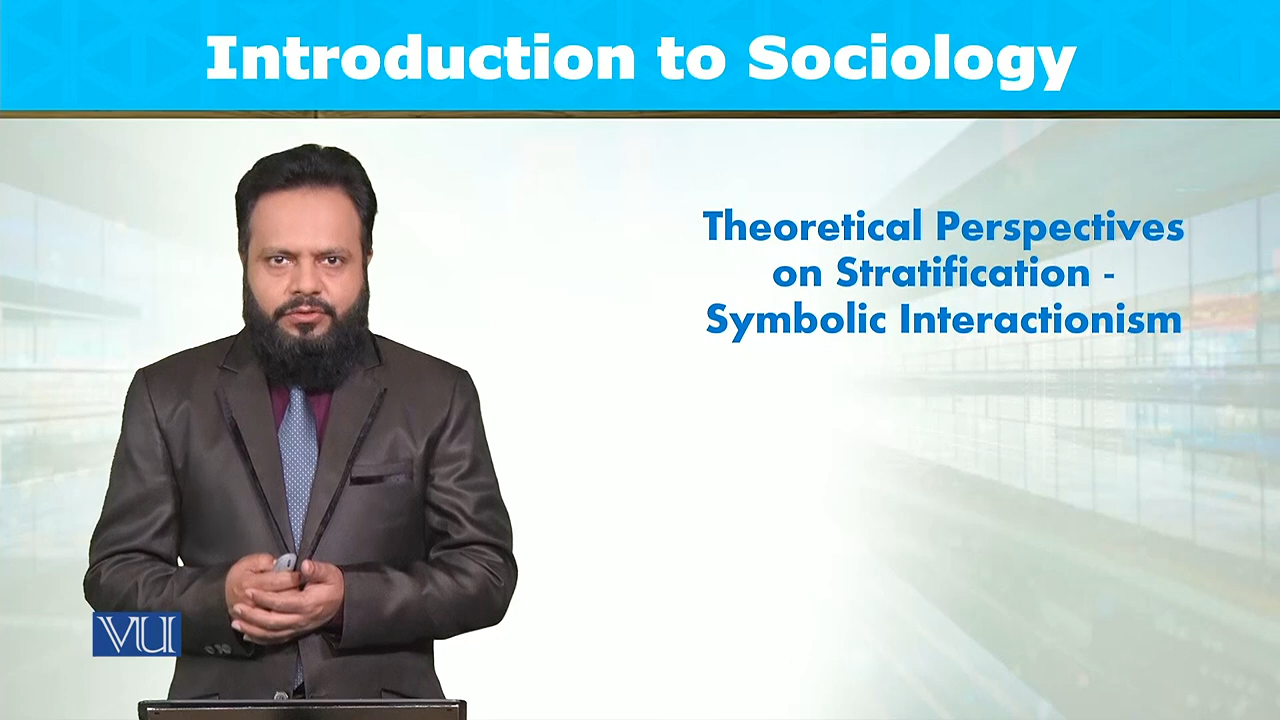 Introduction to Sociology
Theoretical Perspectives
on Stratification -
Symbolic Interactionism
VU